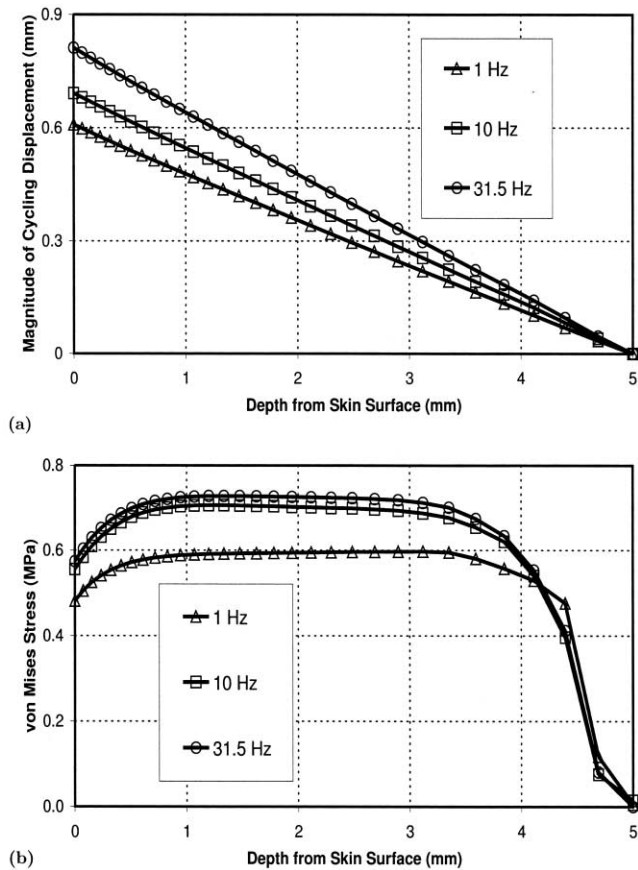 0.9
0.6
0.3
0
Magnitude of Cycling Displacement (mm)
1 Hz
10 Hz
31.5 Hz
0 1 2 3 4 5
Depth from Skin Surface (mm)
(a)
0.8
0.6
0.4
0.2
0.0
von Mises Stress (MPa)
1 Hz
10 Hz
31.5 Hz
0 1 2 3 4 5
Depth from Skin Surface (mm)
(b)